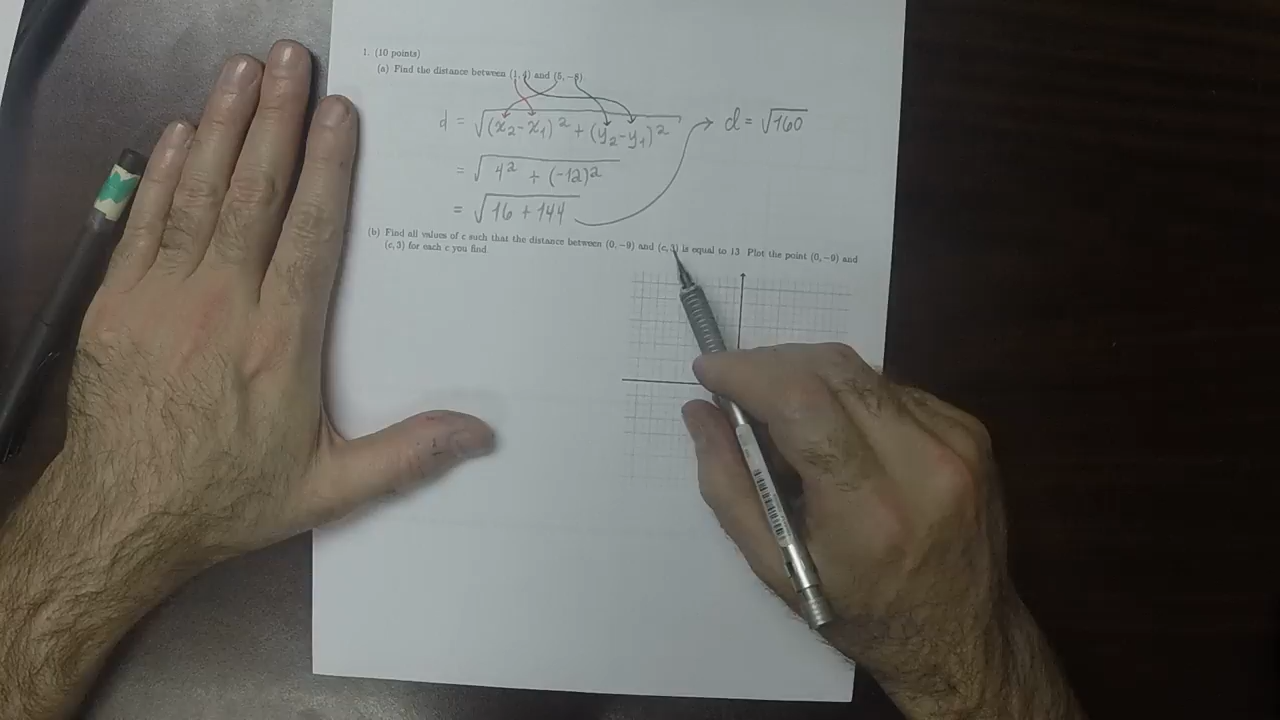 1. (10 points)
(a) Find the distance between (1, 4) and (5, −8).
d = √(x₂ − x₁)² + (y₂ − y₁)²
= √4² + (−12)²
= √16 + 144
d = √160
(b) Find all values of c such that the distance between (0, −9) and (c, 3) is equal to 13. Plot the point (0, −9) and
(c, 3) for each c you find.